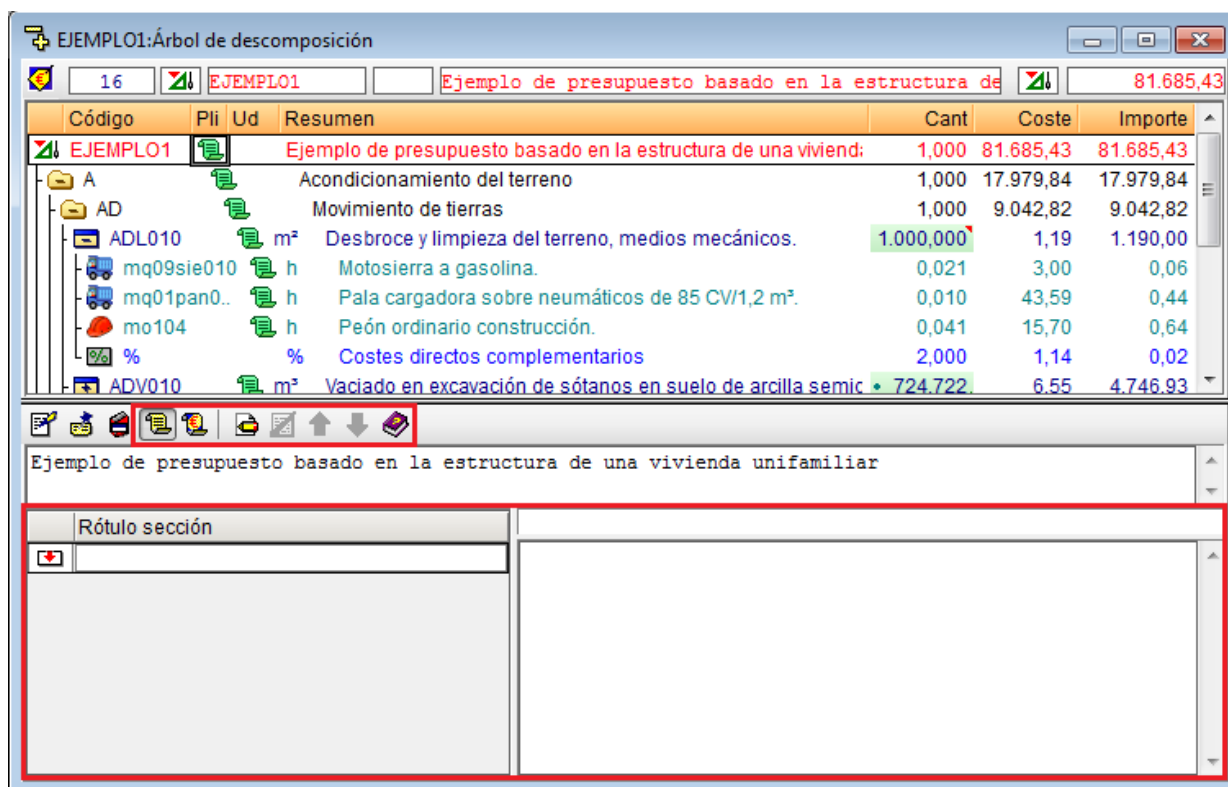 EJEMPLO1:Árbol de descomposición
16 EJEMPLO1 Ejemplo de presupuesto basado en la estructura de 81.685,43
Código Pli Ud Resumen Cant Coste Importe
EJEMPLO1 Ejemplo de presupuesto basado en la estructura de una viviend 1,000 81.685,43 81.685,43
A Acondicionamiento del terreno 1,000 17.979,84 17.979,84
AD Movimiento de tierras 1,000 9.042,82 9.042,82
ADL010 m² Desbroce y limpieza del terreno, medios mecánicos. 1.000,000 1,19 1.190,00
mq09sie010 h Motosierra a gasolina. 0,021 3,00 0,06
mq01pan0.. h Pala cargadora sobre neumáticos de 85 CV/1,2 m³. 0,010 43,59 0,44
mo104 h Peón ordinario construcción. 0,041 15,70 0,64
% % % Costes directos complementarios 2,000 1,14 0,02
ADV010 m³ Vaciado en excavación de sótanos en suelo de arcilla semic • 724.722 6,55 4.746,93
Ejemplo de presupuesto basado en la estructura de una vivienda unifamiliar
Rótulo sección